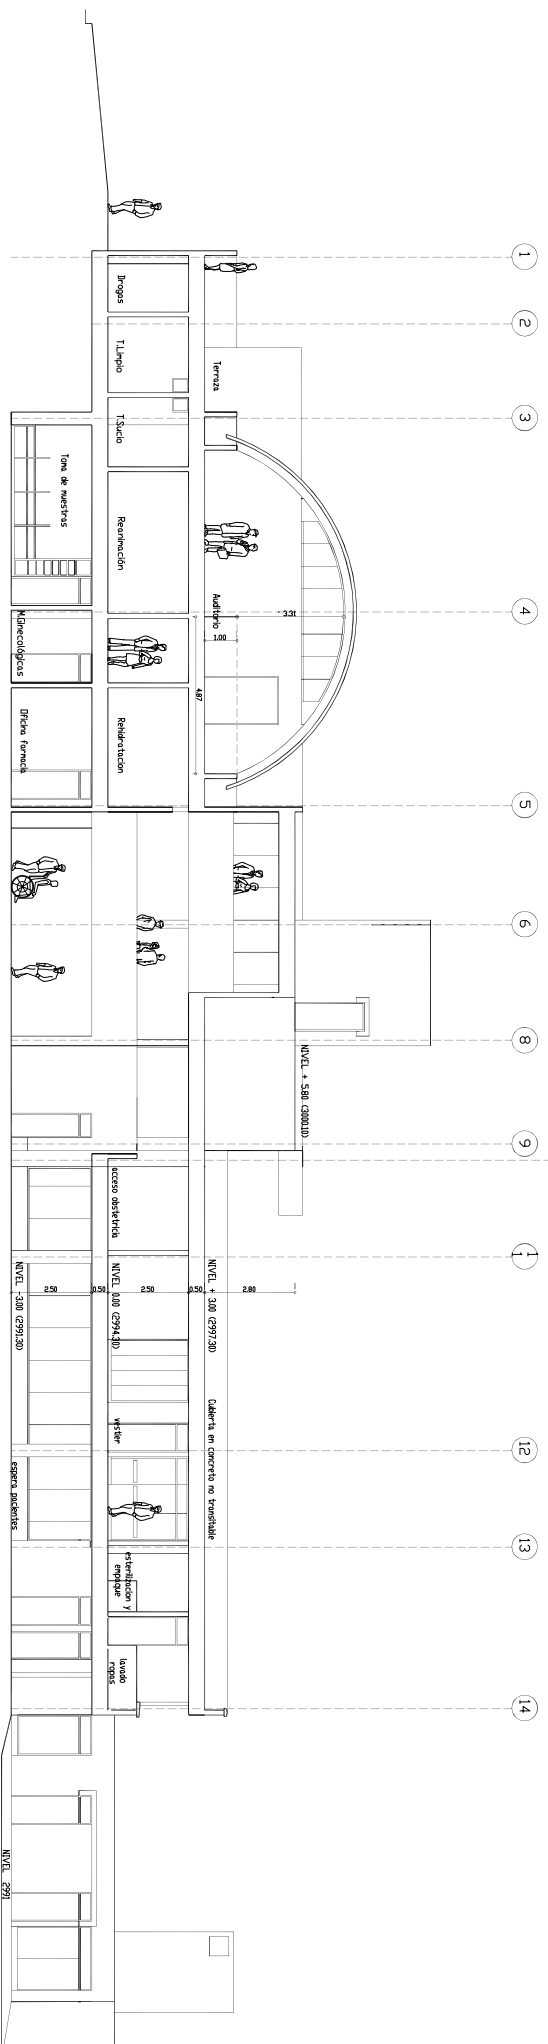 1
2
3
4
5
6
8
9
11
12
13
14
Terraza
Auditorio
3.31
1.00
4.87
Drogas
T.Limpio
T.Sucio
Reanimación
Rehidratacion
Toma de muestras
M.Ginecológicas
Oficina farmacia
NIVEL + 5.80 (3000.10)
NIVEL + 3.00 (2997.30)
Cubierta en concreto no transitable
2.80
0.50
2.50
0.50
2.50
acceso obstetricia
NIVEL 0.00 (2994.30)
vestier
esterilizacion y
empaque
lavado
ropas
NIVEL -3.00 (2991.30)
espera pacientes
NIVEL 2991